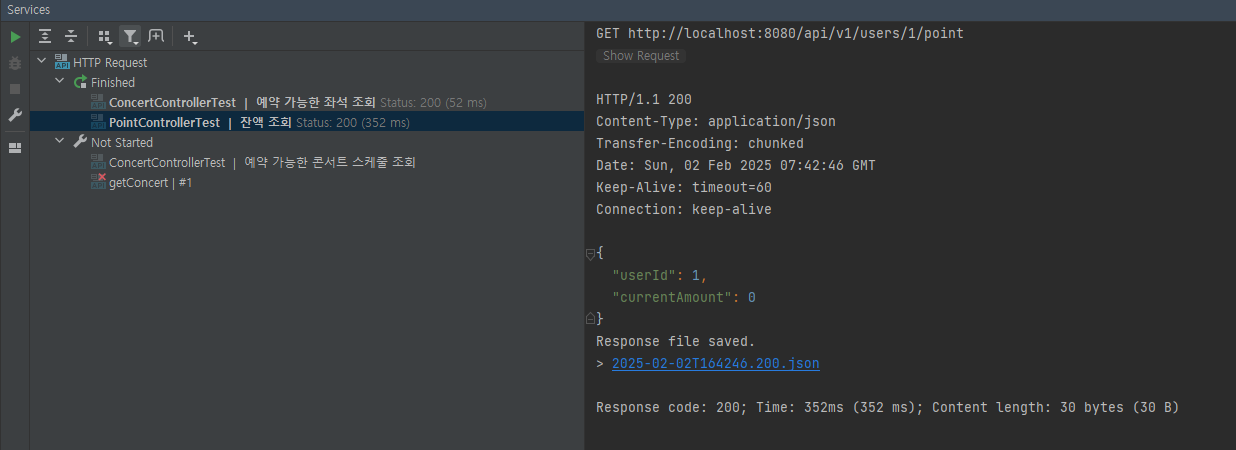 Services
HTTP Request
Finished
ConcertControllerTest | 예약 가능한 좌석 조회 Status: 200 (52 ms)
PointControllerTest | 잔액 조회 Status: 200 (352 ms)
Not Started
ConcertControllerTest | 예약 가능한 콘서트 스케줄 조회
getConcert | #1
GET http://localhost:8080/api/v1/users/1/point
Show Request
HTTP/1.1 200
Content-Type: application/json
Transfer-Encoding: chunked
Date: Sun, 02 Feb 2025 07:42:46 GMT
Keep-Alive: timeout=60
Connection: keep-alive
{
"userId": 1,
"currentAmount": 0
}
Response file saved.
> 2025-02-02T164246.200.json
Response code: 200; Time: 352ms (352 ms); Content length: 30 bytes (30 B)